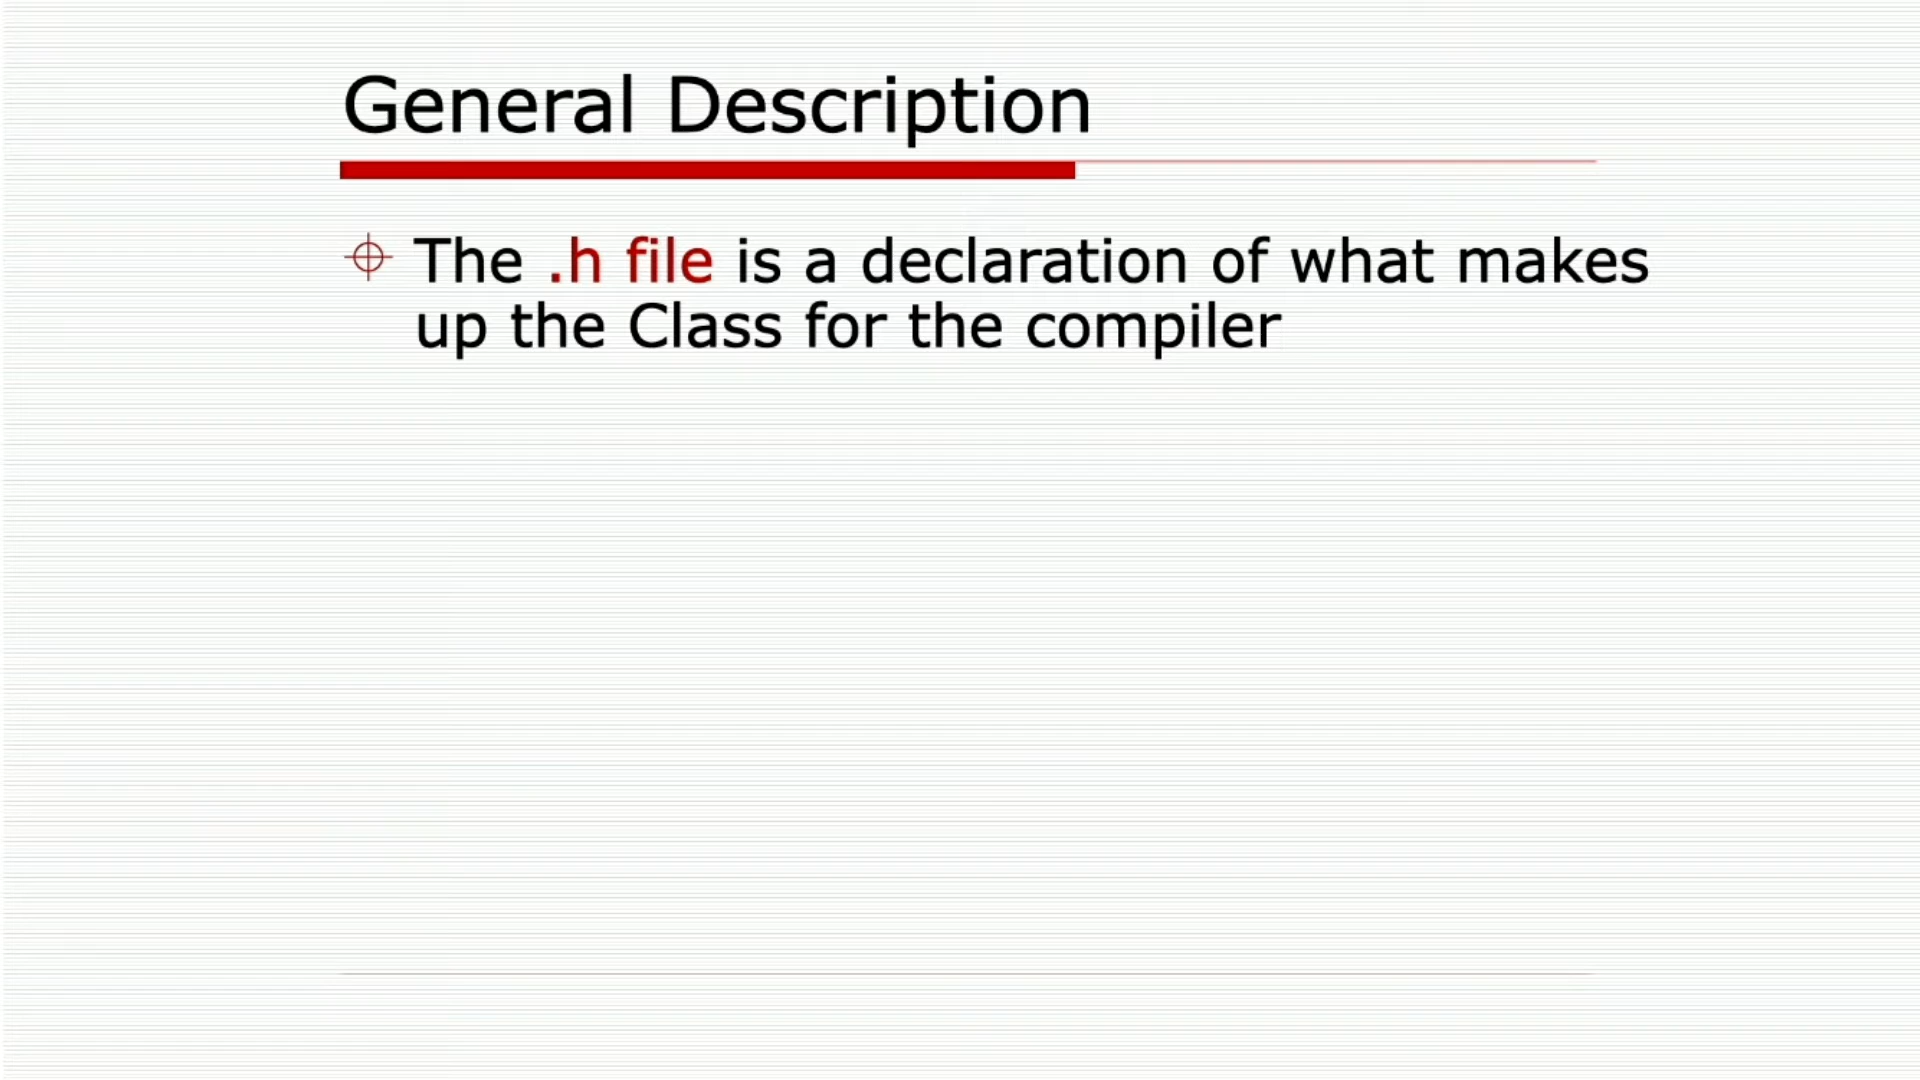 General Description
The .h file is a declaration of what makes
up the Class for the compiler